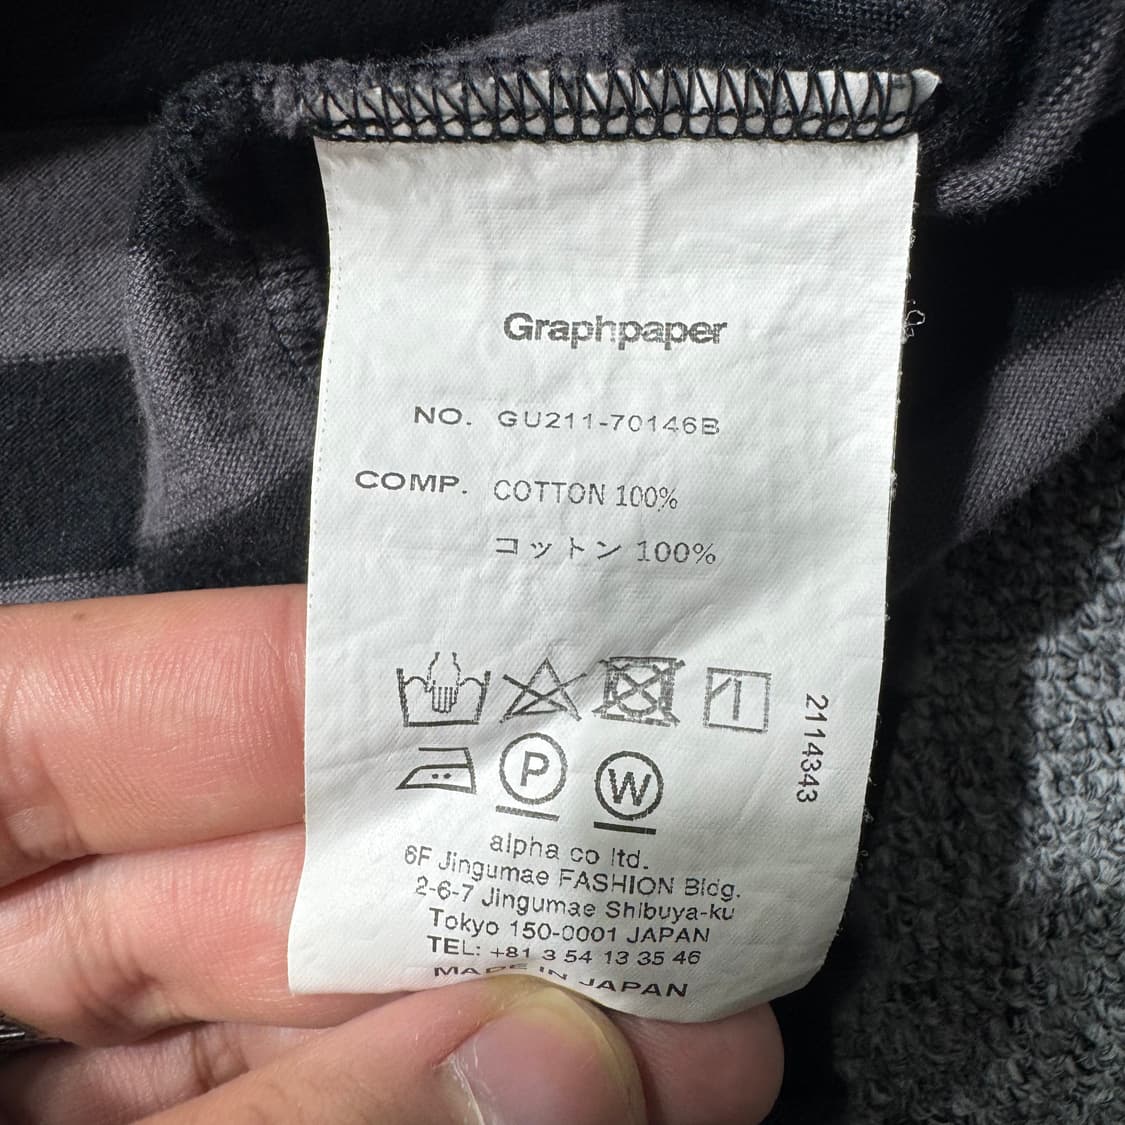 Graphpaper
NO. GU211-70146B
COMP. COTTON 100%
コットン 100%
P
W
2114343
alpha co ltd.
6F Jingumae FASHION Bldg.
2-6-7 Jingumae Shibuya-ku
Tokyo 150-0001 JAPAN
TEL: +81 3 54 13 35 46
MADE IN JAPAN